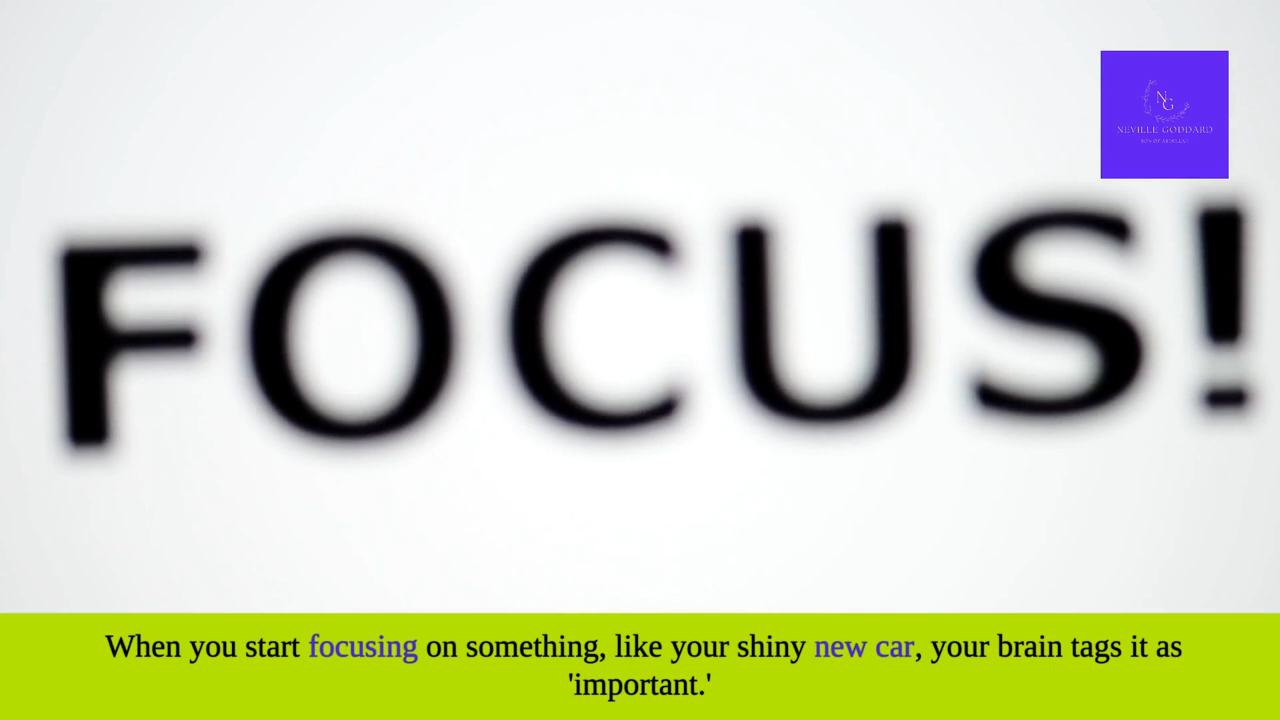 NG
NEVILLE GODDARD
FOCUS!
When you start focusing on something, like your shiny new car, your brain tags it as
'important.'